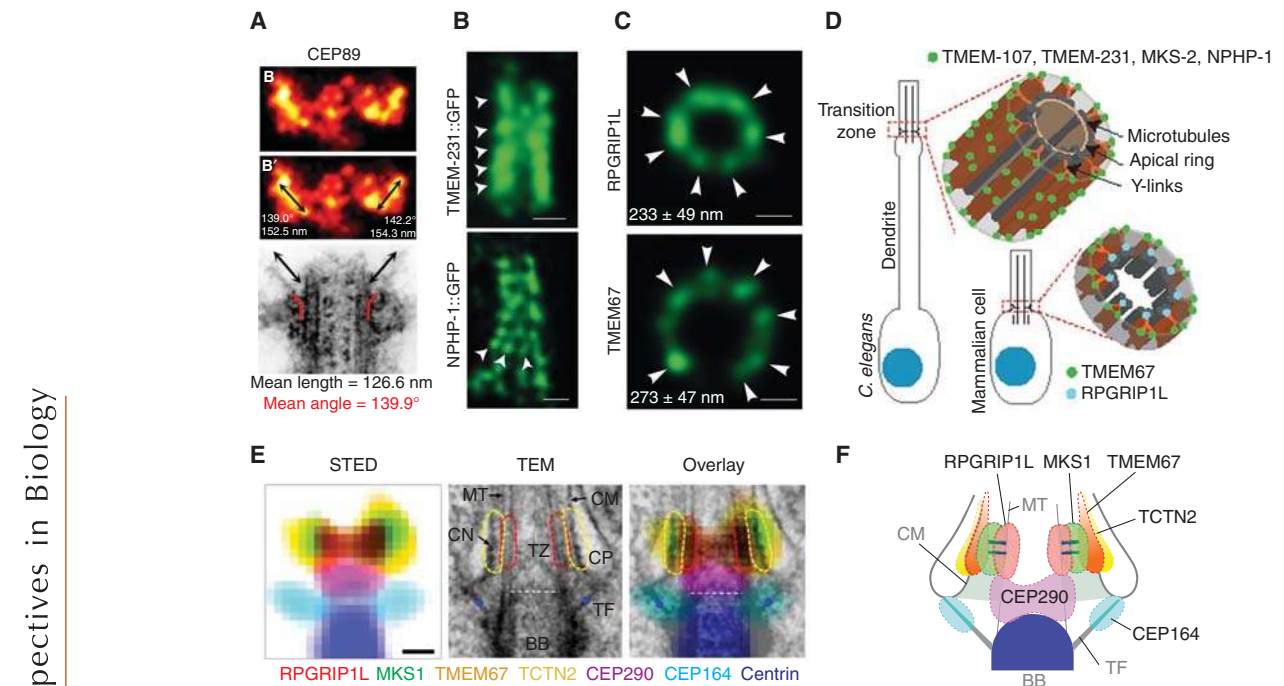 pectives in Biology
A
CEP89
B
B′
139.0°
152.5 nm
142.2°
154.3 nm
Mean length = 126.6 nm
Mean angle = 139.9°
B
TMEM-231::GFP
NPHP-1::GFP
C
RPGRIP1L
233 ± 49 nm
TMEM67
273 ± 47 nm
D
TMEM-107, TMEM-231, MKS-2, NPHP-1
Transition
zone
Microtubules
Apical ring
Y-links
Dendrite
C. elegans
Mammalian cell
TMEM67
RPGRIP1L
E
STED
TEM
Overlay
MT
CM
CN
TZ
CP
TF
BB
RPGRIP1L MKS1 TMEM67 TCTN2 CEP290 CEP164 Centrin
F
RPGRIP1L MKS1 TMEM67
MT
TCTN2
CM
CEP290
CEP164
TF
BB